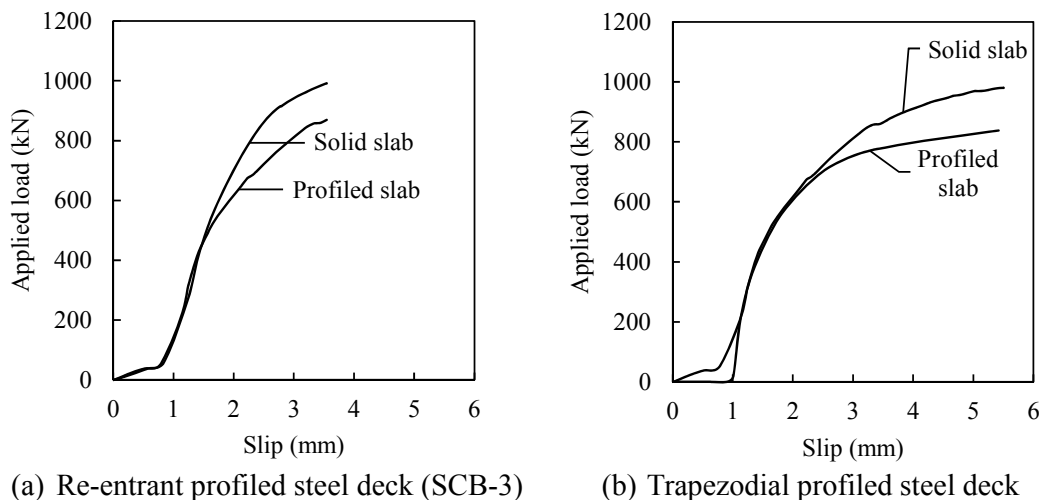 1200
1000
800
600
400
200
0
Applied load (kN)
Solid slab
Profiled slab
0 1 2 3 4 5 6
Slip (mm)
(a) Re-entrant profiled steel deck (SCB-3)
1200
1000
800
600
400
200
0
Applied load (kN)
Solid slab
Profiled
slab
0 1 2 3 4 5 6
Slip (mm)
(b) Trapezodial profiled steel deck